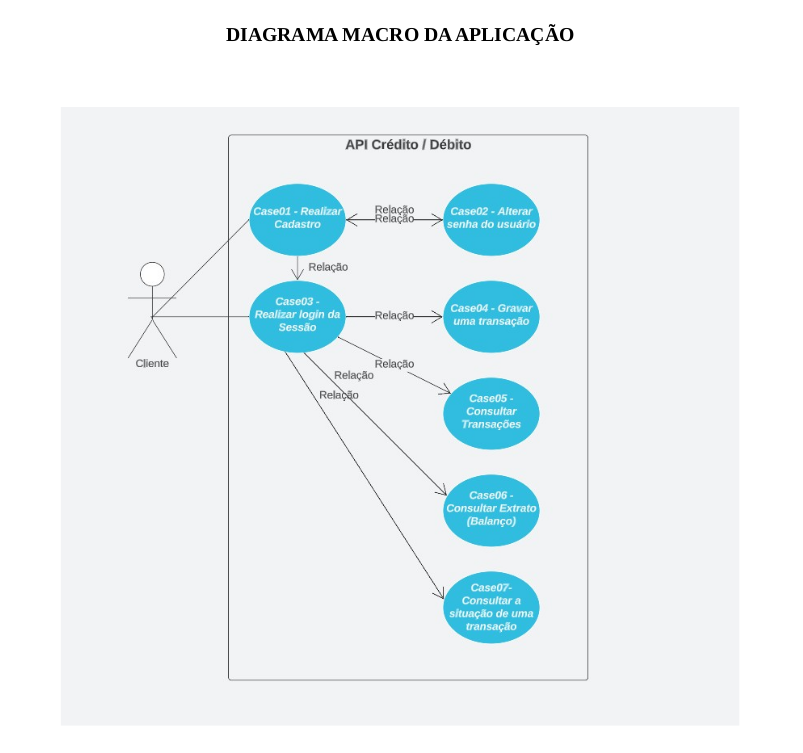 DIAGRAMA MACRO DA APLICAÇÃO
API Crédito / Débito
Case01 - Realizar
Cadastro
Relação
Relação
Case02 - Alterar
senha do usuário
Relação
Cliente
Case03 -
Realizar login da
Sessão
Relação
Case04 - Gravar
uma transação
Relação
Relação
Relação
Case05 -
Consultar
Transações
Case06 -
Consultar Extrato
(Balanço)
Case07-
Consultar a
situação de uma
transação